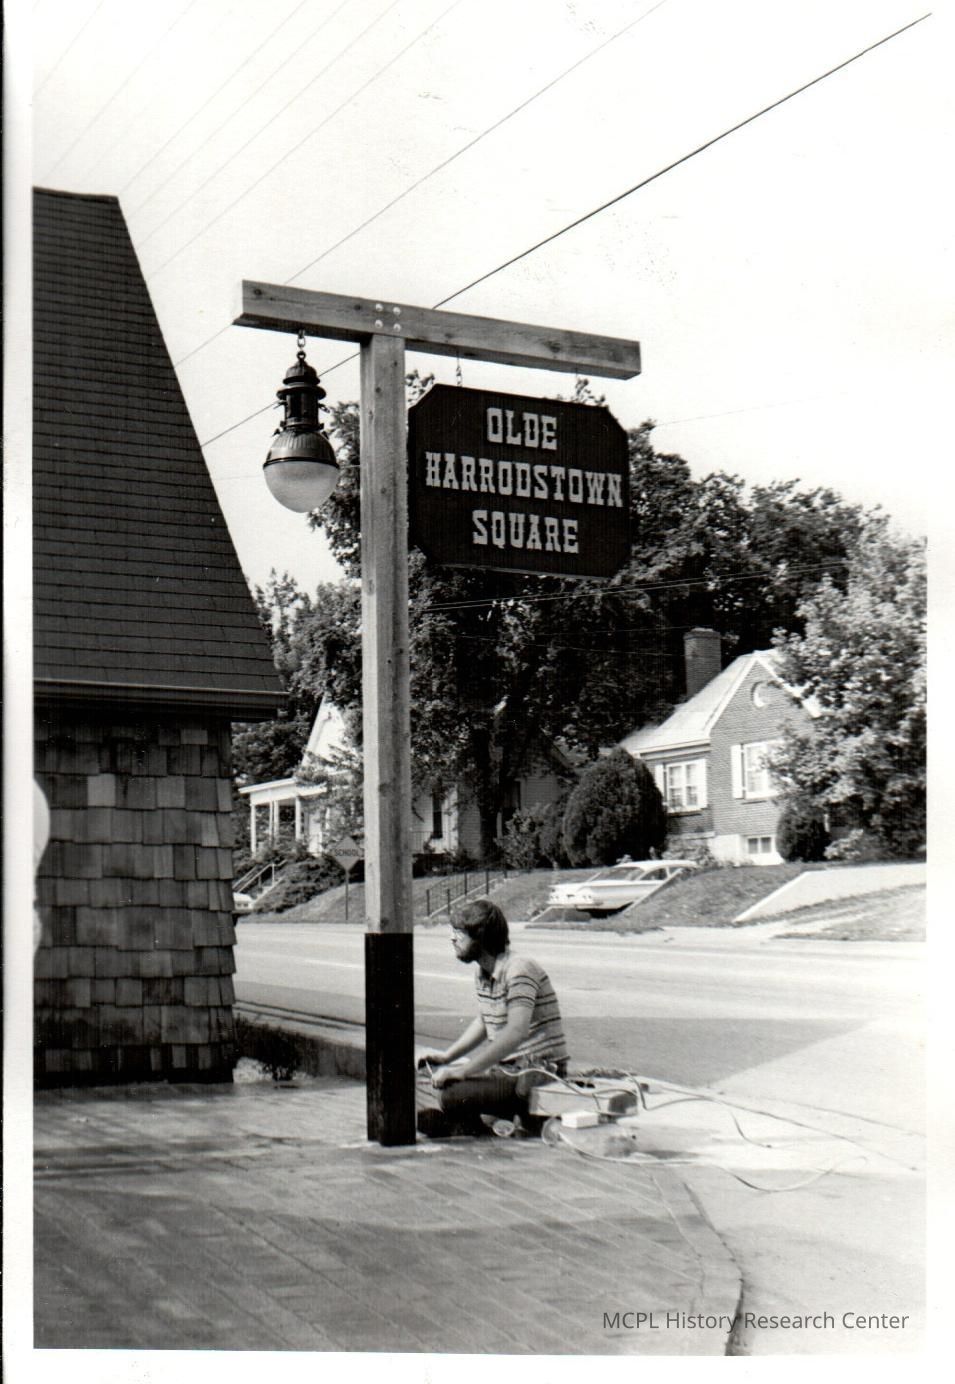 OLDE
HARRODSTOWN
SQUARE
SCHOOL
MCPL History Research Center